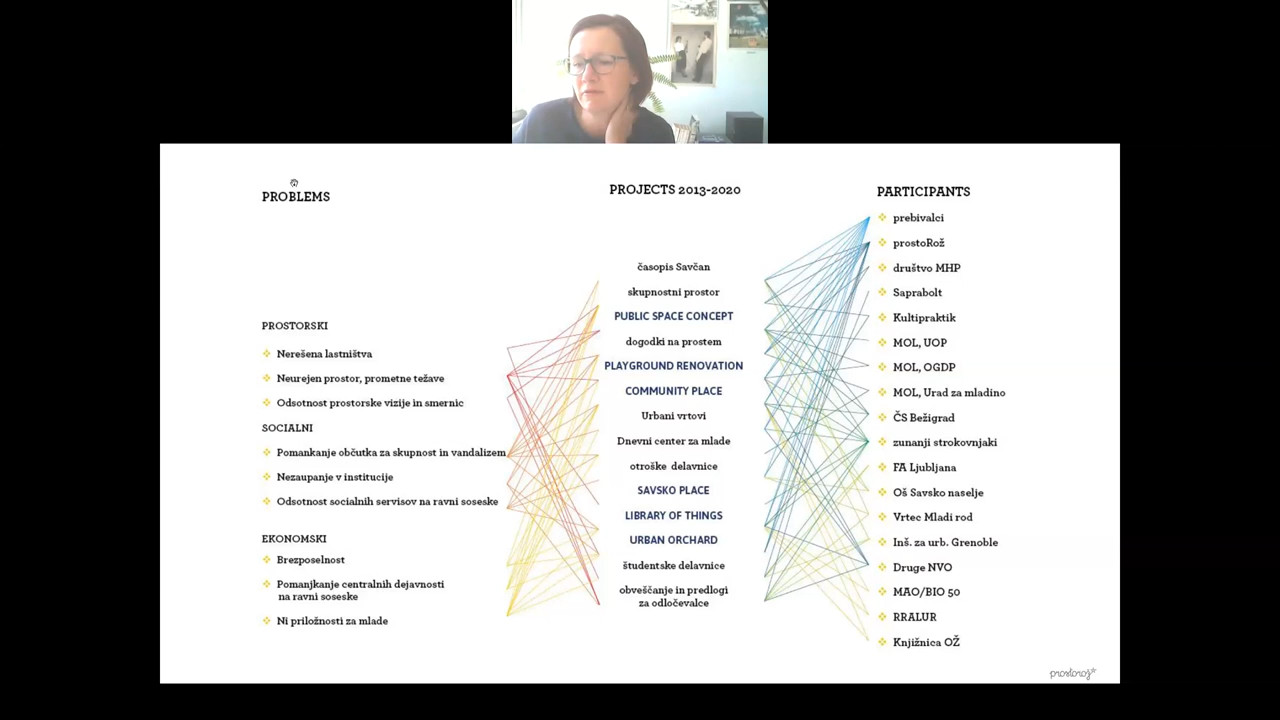 PROBLEMS
PROSTORSKI
Nerešena lastništva
Neurejen prostor, prometne težave
Odsotnost prostorske vizije in smernic
SOCIALNI
Pomankanje občutka za skupnost in vandalizem
Nezaupanje v institucije
Odsotnost socialnih servisov na ravni soseske
EKONOMSKI
Brezposelnost
Pomanjkanje centralnih dejavnosti
na ravni soseske
Ni priložnosti za mlade
PROJECTS 2013-2020
časopis Savčan
skupnostni prostor
PUBLIC SPACE CONCEPT
dogodki na prostem
PLAYGROUND RENOVATION
COMMUNITY PLACE
Urbani vrtovi
Dnevni center za mlade
otroške delavnice
SAVSKO PLACE
LIBRARY OF THINGS
URBAN ORCHARD
študentske delavnice
obveščanje in predlogi
za odločevalce
PARTICIPANTS
prebivalci
prostoRož
društvo MHP
Saprabolt
Kultipraktik
MOL, UOP
MOL, OGDP
MOL, Urad za mladino
ČS Bežigrad
zunanji strokovnjaki
FA Ljubljana
Oš Savsko naselje
Vrtec Mladi rod
Inš. za urb. Grenoble
Druge NVO
MAO/BIO 50
RRALUR
Knjižnica OŽ
prostorož*